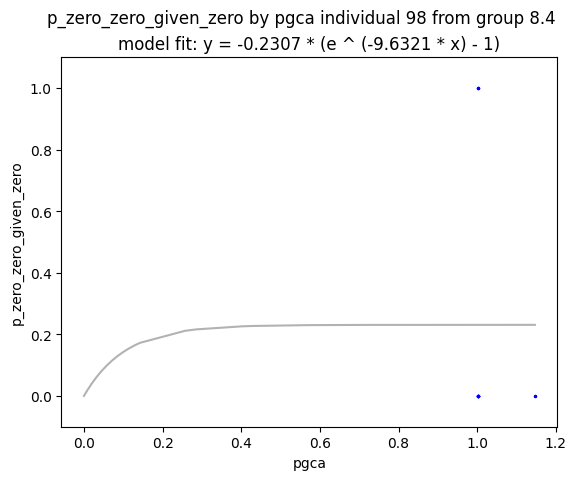 p_zero_zero_given_zero by pgca individual 98 from group 8.4
model fit: y = -0.2307 * (e ^ (-9.6321 * x) - 1)
1.0
0.8
0.6
0.4
0.2
0.0
p_zero_zero_given_zero
0.0 0.2 0.4 0.6 0.8 1.0 1.2
pgca